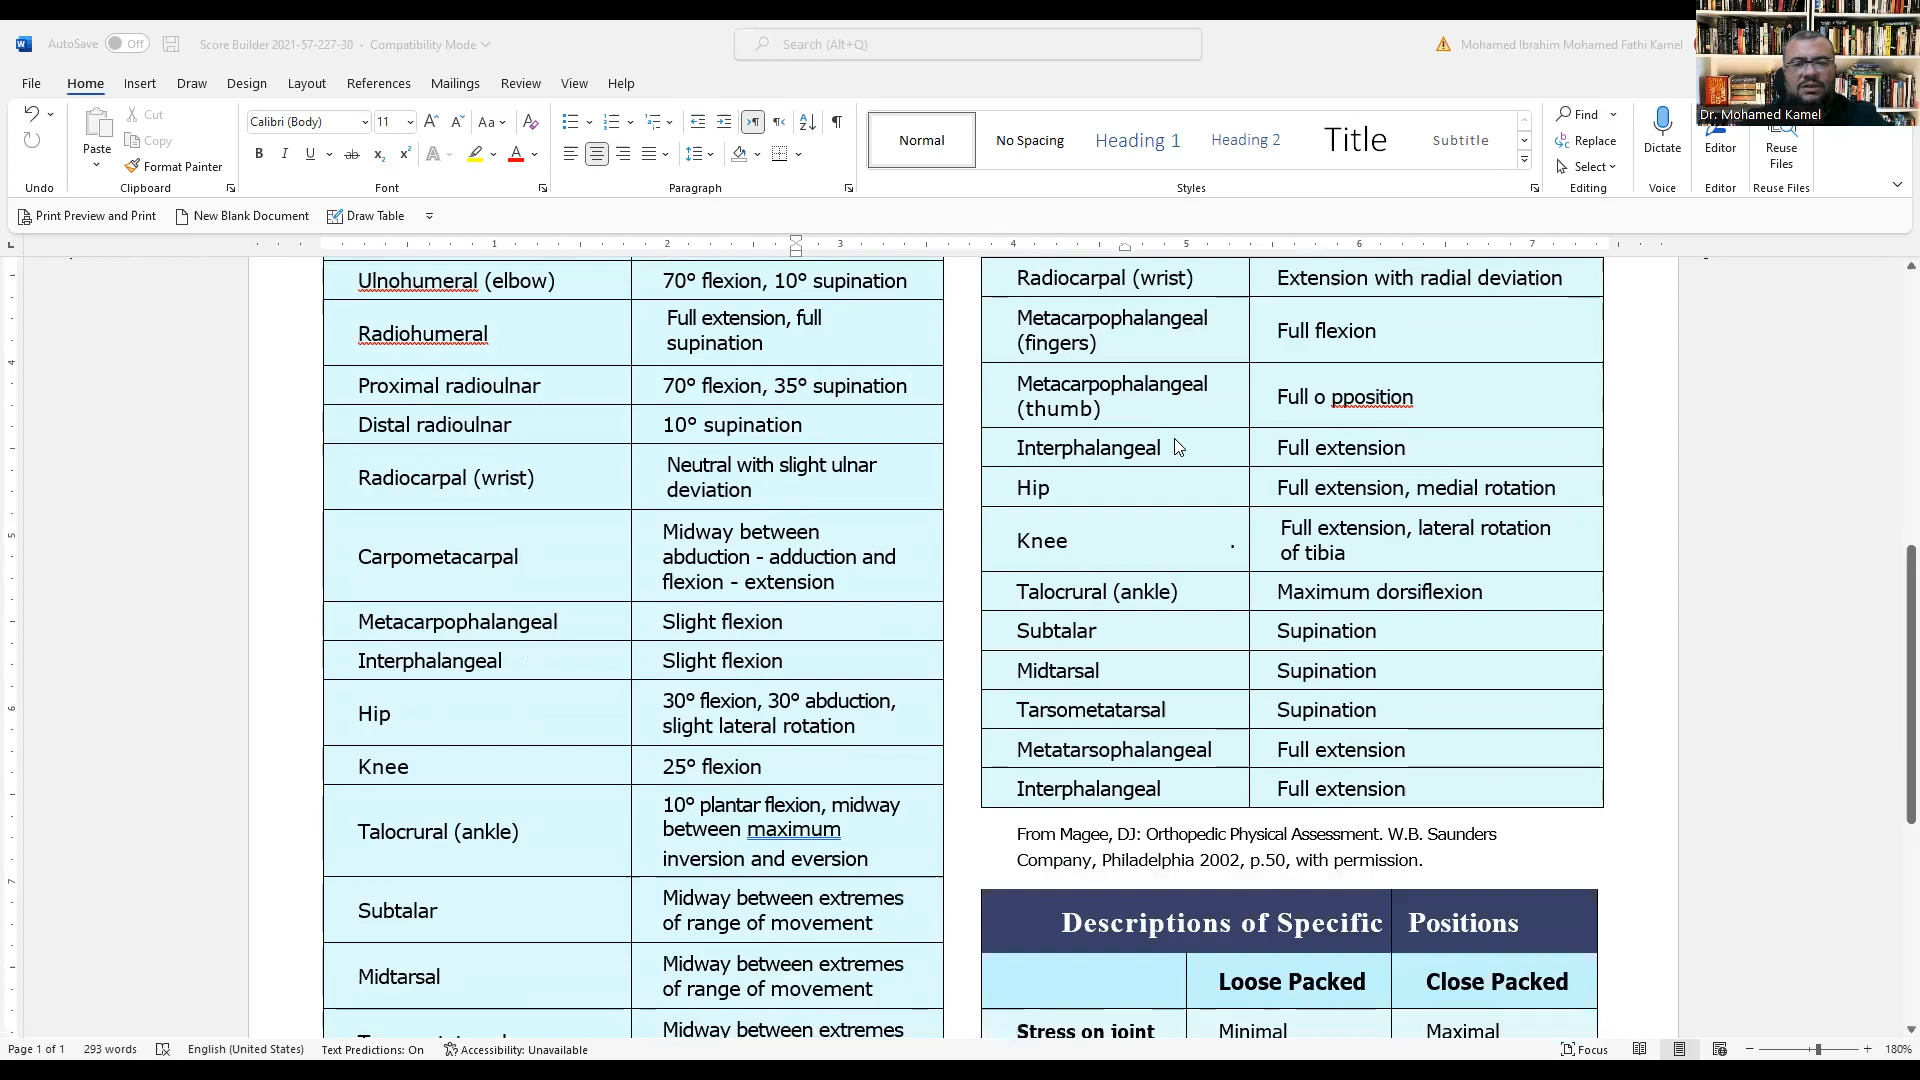 AutoSave Off Score Builder 2021-57-227-30 - Compatibility Mode Search (Alt+Q) Mohamed Ibrahim Mohamed Fathi Kamel
Dr. Mohamed Kamel
File Home Insert Draw Design Layout References Mailings Review View Help
Paste Cut Copy Format Painter
Calibri (Body) 11
Normal No Spacing Heading 1 Heading 2 Title Subtitle
Find Replace Select
Dictate Editor Reuse Files
Undo Clipboard Font Paragraph Styles Editing Voice Editor Reuse Files
Print Preview and Print New Blank Document Draw Table
1 2 3 4 5 6 7
Ulnohumeral (elbow) 70° flexion, 10° supination
Radiohumeral Full extension, full
supination
Proximal radioulnar 70° flexion, 35° supination
Distal radioulnar 10° supination
Radiocarpal (wrist) Neutral with slight ulnar
deviation
Carpometacarpal Midway between
abduction - adduction and
flexion - extension
Metacarpophalangeal Slight flexion
Interphalangeal Slight flexion
Hip 30° flexion, 30° abduction,
slight lateral rotation
Knee 25° flexion
Talocrural (ankle) 10° plantar flexion, midway
between maximum
inversion and eversion
Subtalar Midway between extremes
of range of movement
Midtarsal Midway between extremes
of range of movement
Midway between extremes
Radiocarpal (wrist) Extension with radial deviation
Metacarpophalangeal
(fingers) Full flexion
Metacarpophalangeal
(thumb) Full o pposition
Interphalangeal Full extension
Hip Full extension, medial rotation
Knee . Full extension, lateral rotation
of tibia
Talocrural (ankle) Maximum dorsiflexion
Subtalar Supination
Midtarsal Supination
Tarsometatarsal Supination
Metatarsophalangeal Full extension
Interphalangeal Full extension
From Magee, DJ: Orthopedic Physical Assessment. W.B. Saunders
Company, Philadelphia 2002, p.50, with permission.
Descriptions of Specific Positions
Loose Packed Close Packed
Stress on joint Minimal Maximal
Page 1 of 1 293 words English (United States) Text Predictions: On Accessibility: Unavailable Focus 180%